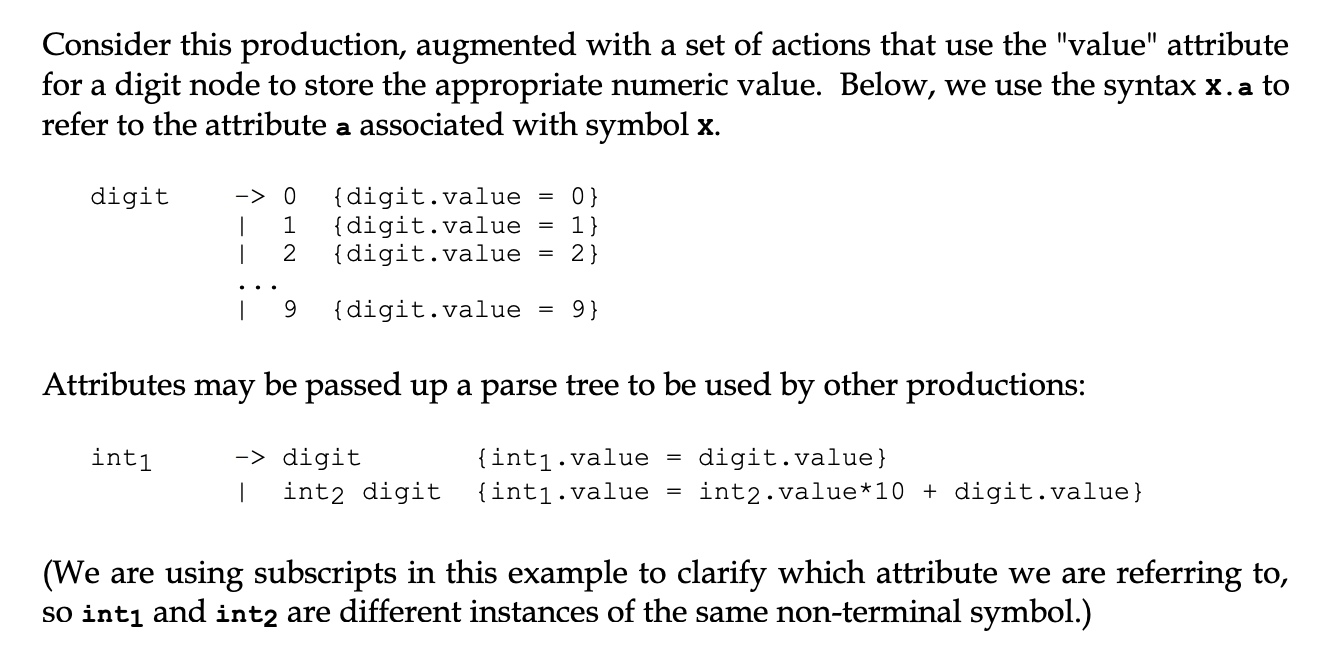 Consider this production, augmented with a set of actions that use the "value" attribute
for a digit node to store the appropriate numeric value.  Below, we use the syntax X.a to
refer to the attribute a associated with symbol X.
digit -> 0 {digit.value = 0}
| 1 {digit.value = 1}
| 2 {digit.value = 2}
...
| 9 {digit.value = 9}
Attributes may be passed up a parse tree to be used by other productions:
int₁ -> digit {int₁.value = digit.value}
| int₂ digit {int₁.value = int₂.value*10 + digit.value}
(We are using subscripts in this example to clarify which attribute we are referring to,
so int₁ and int₂ are different instances of the same non-terminal symbol.)